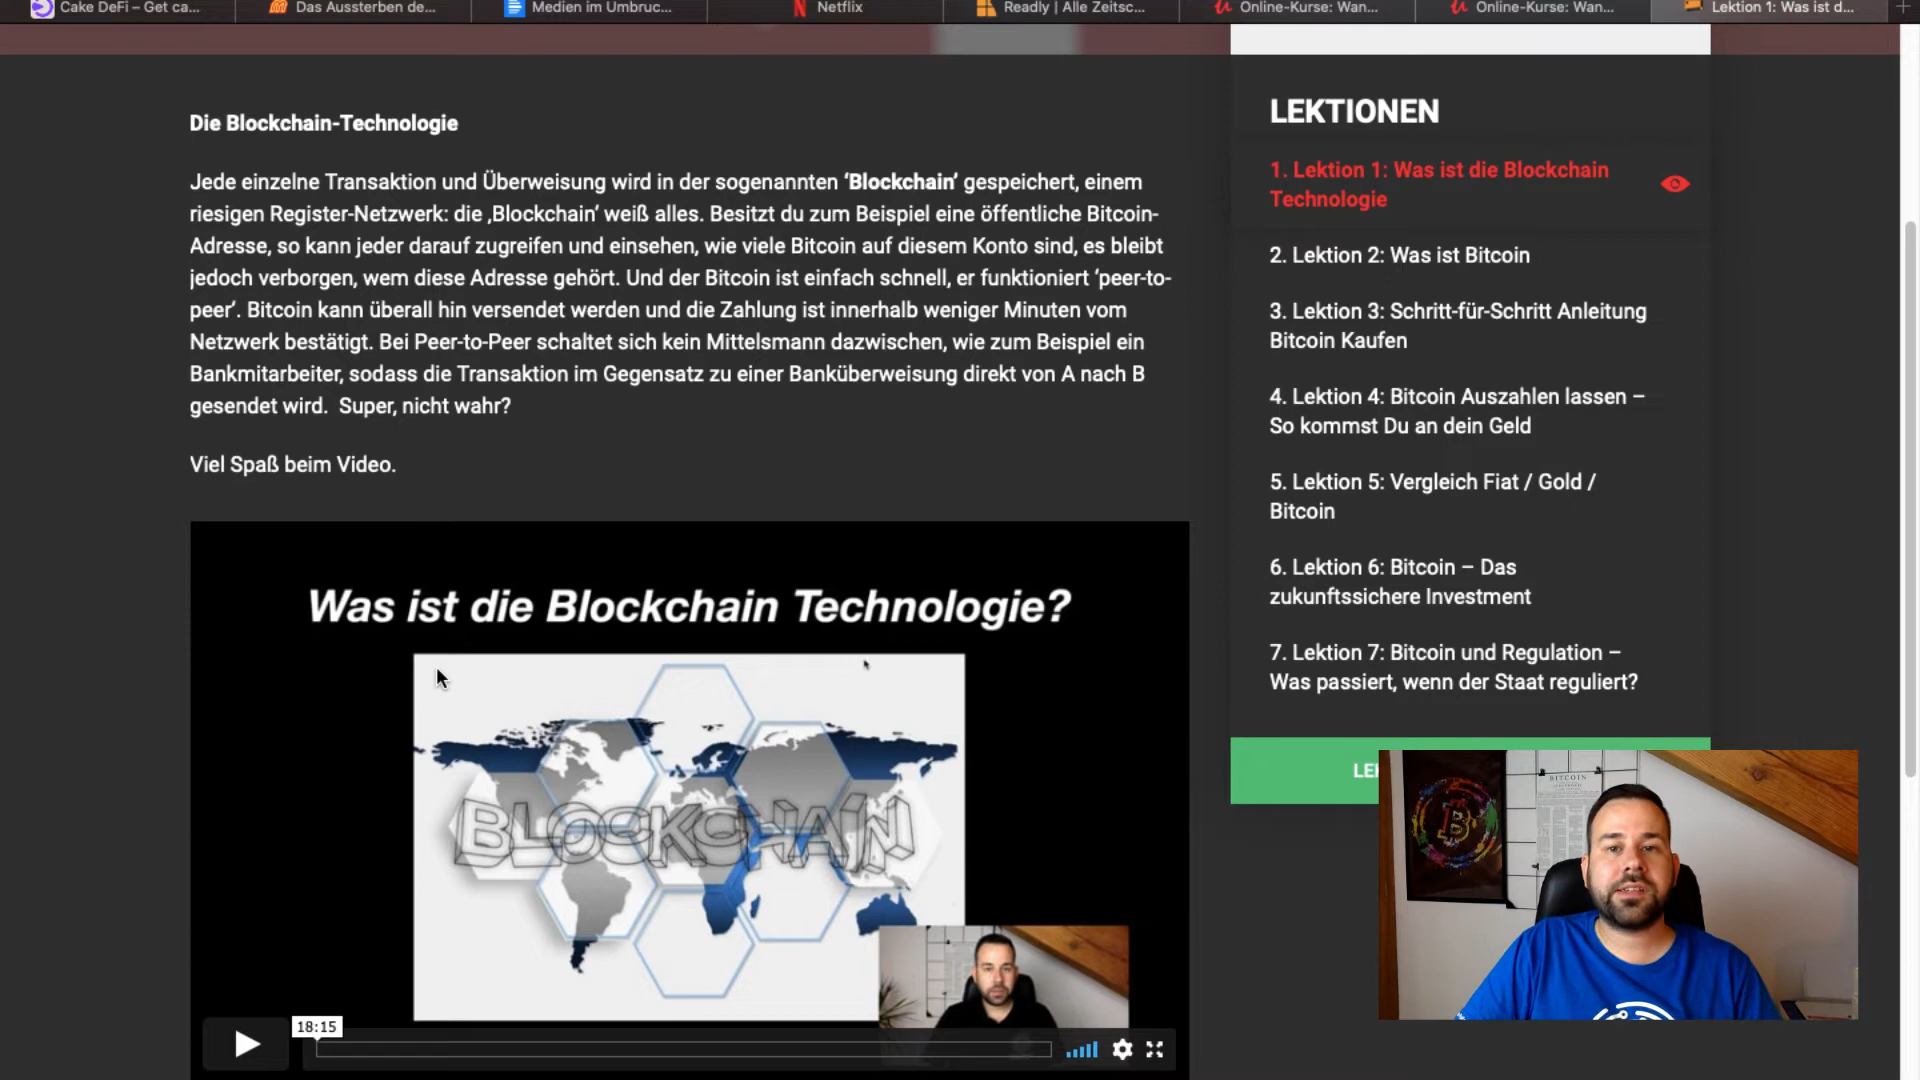 Cake DeFi – Get ca...
Das Aussterben de...
Medien im Umbruc...
Netflix
Readly | Alle Zeitsc...
Online-Kurse: Wan...
Online-Kurse: Wan...
Lektion 1: Was ist d...
Die Blockchain-Technologie
Jede einzelne Transaktion und Überweisung wird in der sogenannten ‘Blockchain’ gespeichert, einem
riesigen Register-Netzwerk: die ‚Blockchain’ weiß alles. Besitzt du zum Beispiel eine öffentliche Bitcoin-
Adresse, so kann jeder darauf zugreifen und einsehen, wie viele Bitcoin auf diesem Konto sind, es bleibt
jedoch verborgen, wem diese Adresse gehört. Und der Bitcoin ist einfach schnell, er funktioniert ‘peer-to-
peer’. Bitcoin kann überall hin versendet werden und die Zahlung ist innerhalb weniger Minuten vom
Netzwerk bestätigt. Bei Peer-to-Peer schaltet sich kein Mittelsmann dazwischen, wie zum Beispiel ein
Bankmitarbeiter, sodass die Transaktion im Gegensatz zu einer Banküberweisung direkt von A nach B
gesendet wird.  Super, nicht wahr?
Viel Spaß beim Video.
Was ist die Blockchain Technologie?
BLOCKCHAIN
18:15
LEKTIONEN
1. Lektion 1: Was ist die Blockchain
Technologie
2. Lektion 2: Was ist Bitcoin
3. Lektion 3: Schritt-für-Schritt Anleitung
Bitcoin Kaufen
4. Lektion 4: Bitcoin Auszahlen lassen –
So kommst Du an dein Geld
5. Lektion 5: Vergleich Fiat / Gold /
Bitcoin
6. Lektion 6: Bitcoin – Das
zukunftssichere Investment
7. Lektion 7: Bitcoin und Regulation –
Was passiert, wenn der Staat reguliert?
BITCOIN